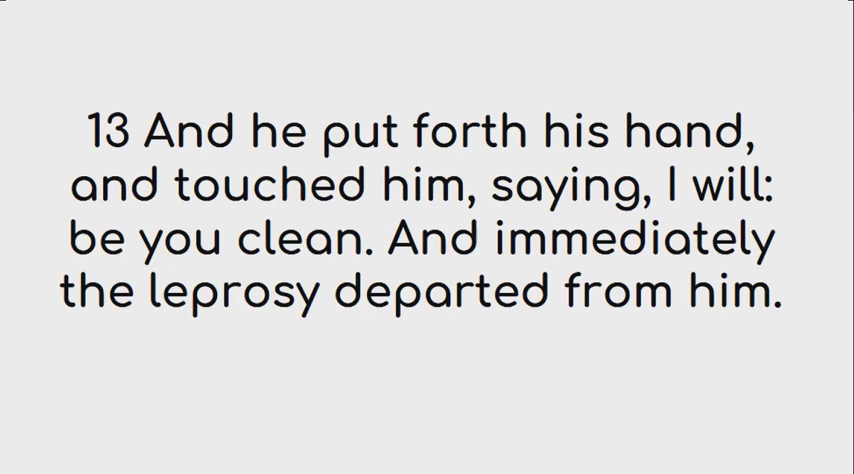 13 And he put forth his hand,
and touched him, saying, I will:
be you clean. And immediately
the leprosy departed from him.